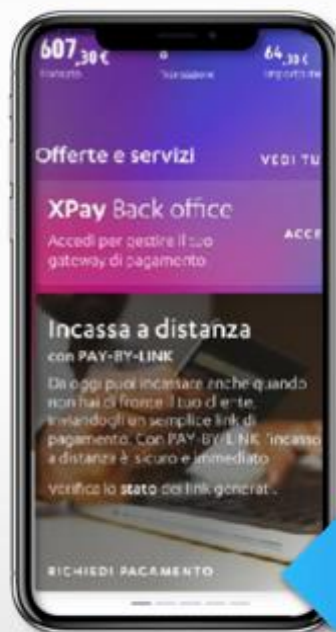 607,30 € 64,30 €
Transazioni importo me
Offerte e servizi VEDI TU
XPay Back office
Accedi per gestire il tuo ACCE
gateway di pagamento
Incassa a distanza
con PAY-BY-LINK
Da oggi puoi incassare anche quando
non hai di fronte il tuo cliente,
inviandogli un semplice link di
pagamento. Con PAY-BY-LINK l'incasso
a distanza è sicuro e immediato
Verifica lo stato dei link generati.
RICHIEDI PAGAMENTO